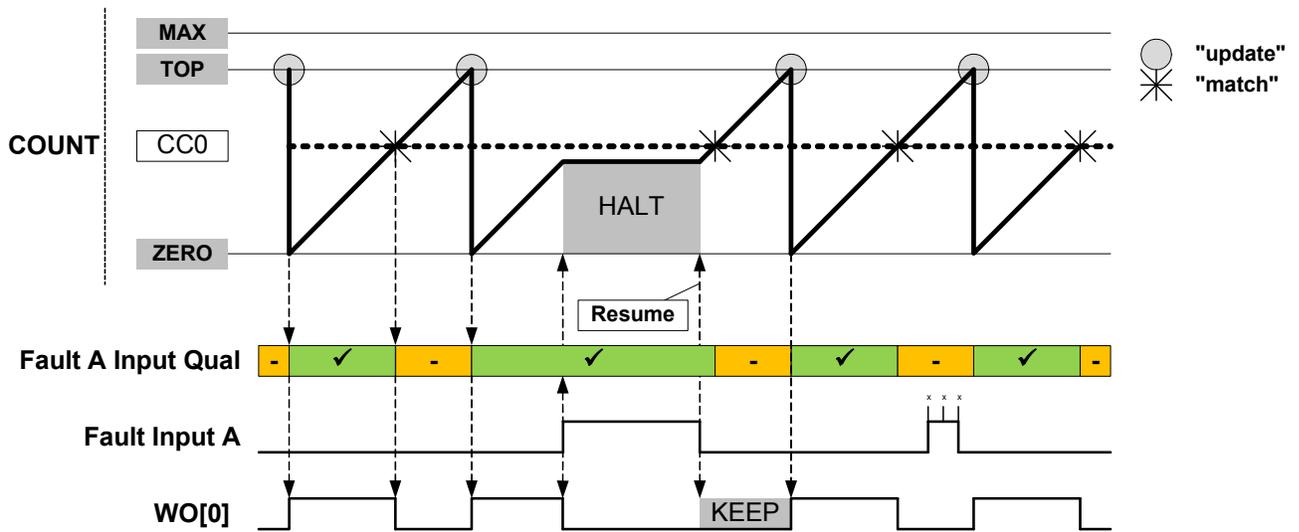 MAX
TOP
"update"
"match"
COUNT
CC0
HALT
ZERO
Resume
Fault A Input Qual
- ✓ - ✓ - ✓ - ✓ -
x x x
Fault Input A
WO[0]
KEEP